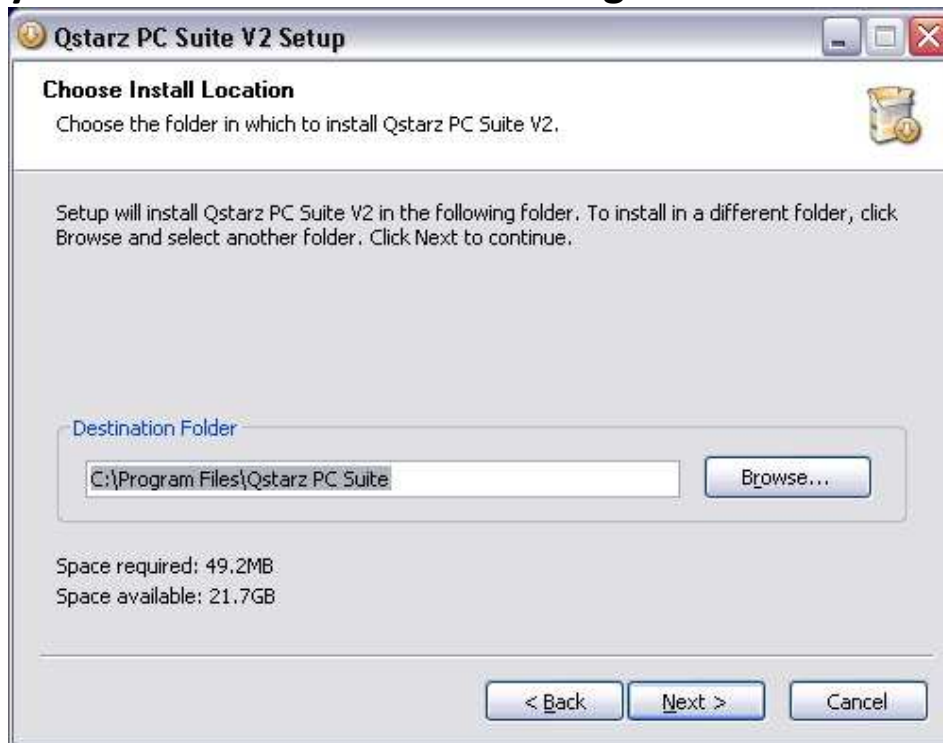 Qstarz PC Suite V2 Setup
Choose Install Location
Choose the folder in which to install Qstarz PC Suite V2.
Setup will install Qstarz PC Suite V2 in the following folder. To install in a different folder, click
Browse and select another folder. Click Next to continue.
Destination Folder
C:\Program Files\Qstarz PC Suite
Browse...
Space required: 49.2MB
Space available: 21.7GB
< Back
Next >
Cancel